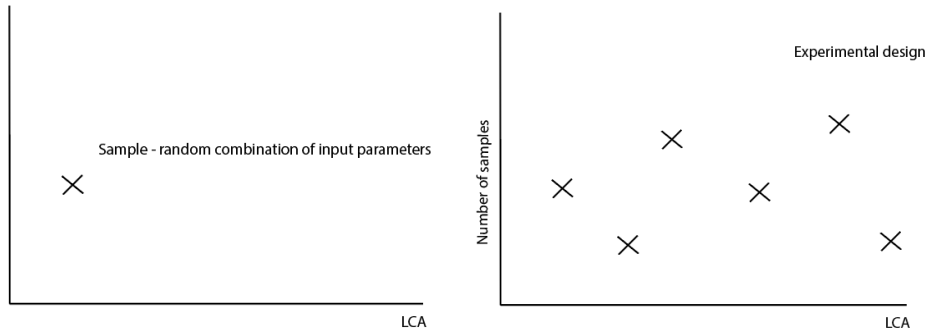 Sample - random combination of input parameters
LCA
Experimental design
Number of samples
LCA